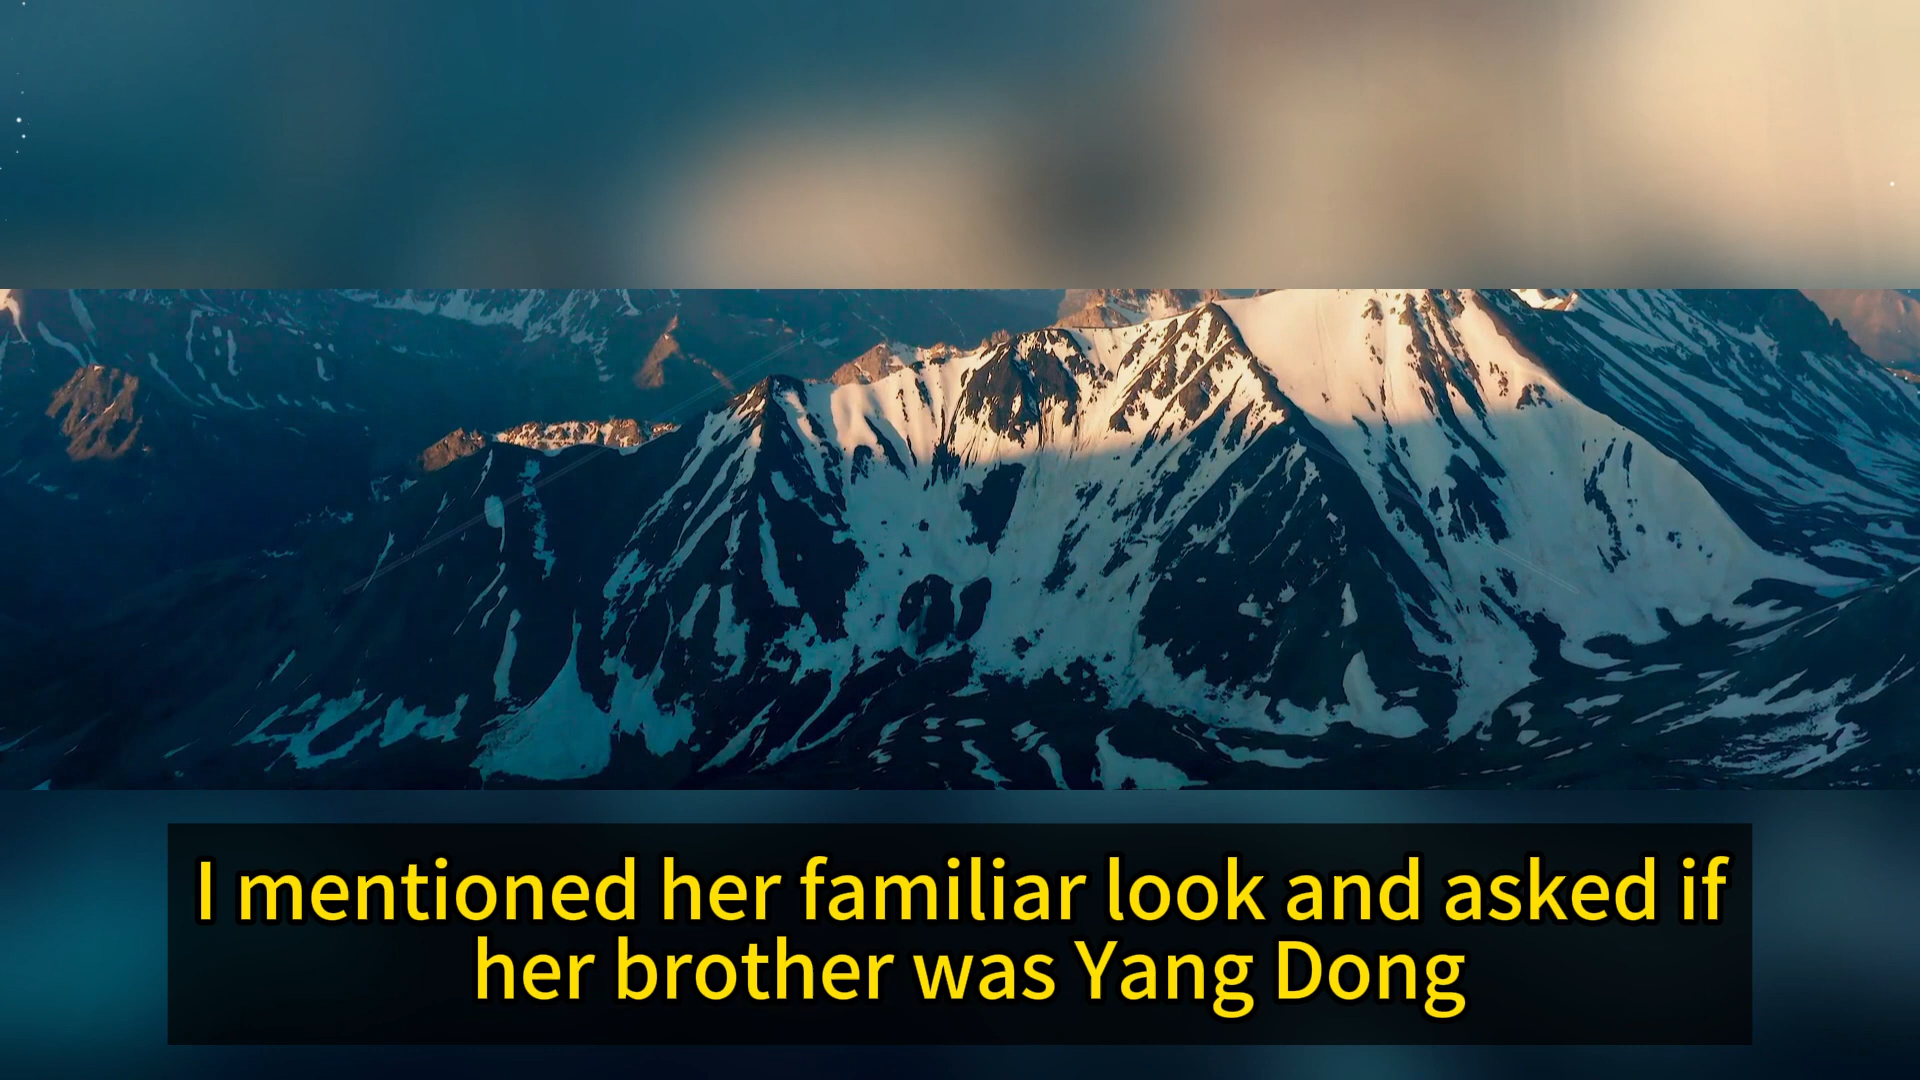 I mentioned her familiar look and asked if
her brother was Yang Dong